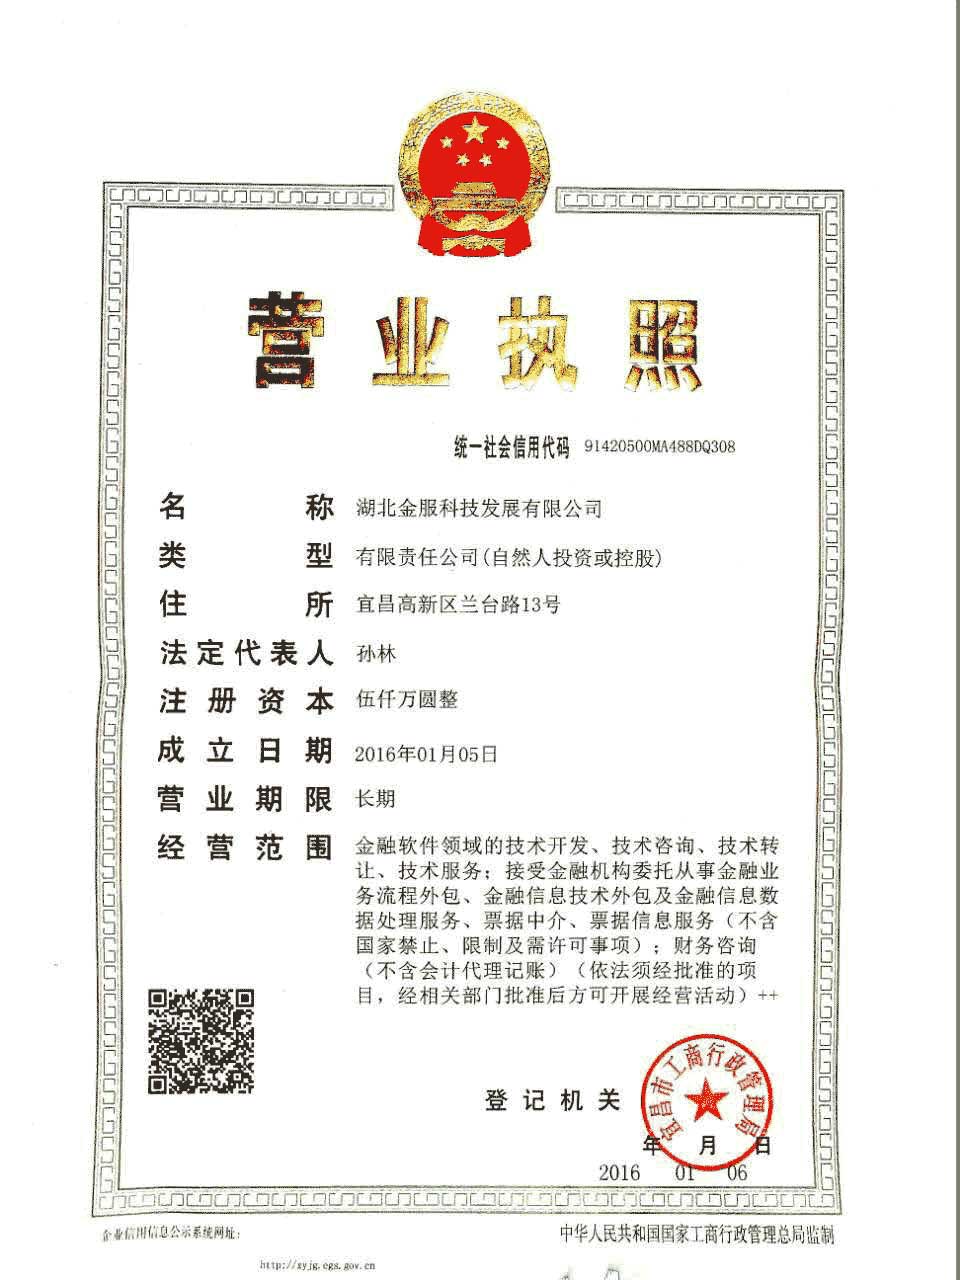 营业执照
统一社会信用代码 91420500MA488DQ308
名称 湖北金服科技发展有限公司
类型 有限责任公司(自然人投资或控股)
住所 宜昌高新区兰台路13号
法定代表人 孙林
注册资本 伍仟万圆整
成立日期 2016年01月05日
营业期限 长期
经营范围 金融软件领域的技术开发、技术咨询、技术转
让、技术服务；接受金融机构委托从事金融业
务流程外包、金融信息技术外包及金融信息数
据处理服务、票据中介、票据信息服务（不含
国家禁止、限制及需许可事项）；财务咨询
（不含会计代理记账）（依法须经批准的项
目，经相关部门批准后方可开展经营活动）++
登记机关
宜昌市工商行政管理局
年 月 日
2016 01 06
企业信用信息公示系统网址：
http://xyjg.egs.gov.cn
中华人民共和国国家工商行政管理总局监制